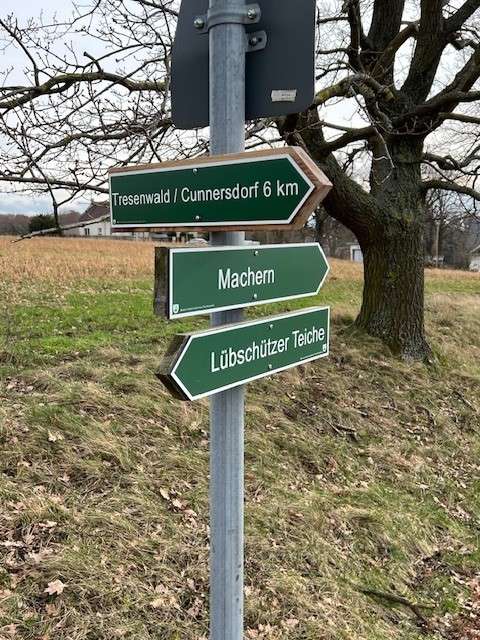 Tresenwald / Cunnersdorf 6 km
Machern
Lübschützer Teiche